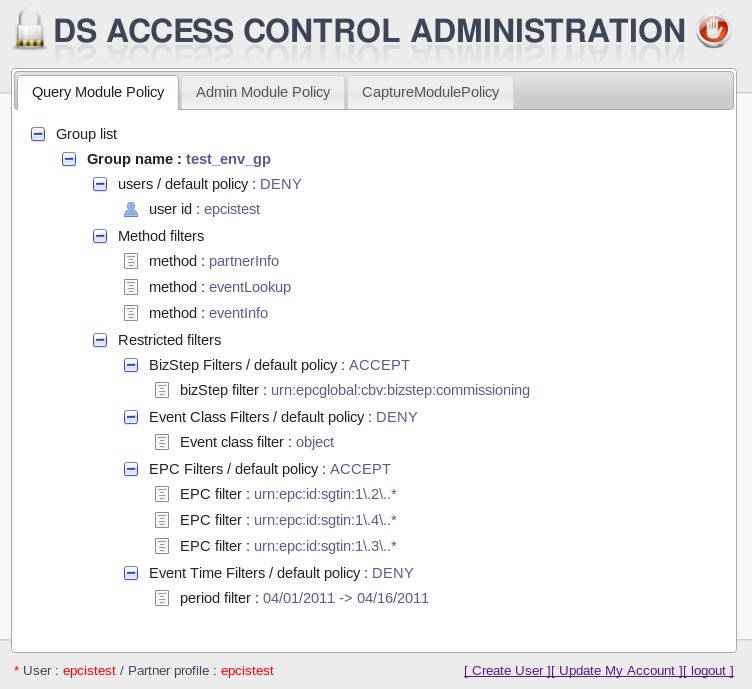 DS ACCESS CONTROL ADMINISTRATION
Query Module Policy Admin Module Policy CaptureModulePolicy
Group list
Group name : test_env_gp
users / default policy : DENY
user id : epcistest
Method filters
method : partnerInfo
method : eventLookup
method : eventInfo
Restricted filters
BizStep Filters / default policy : ACCEPT
bizStep filter : urn:epcglobal:cbv:bizstep:commissioning
Event Class Filters / default policy : DENY
Event class filter : object
EPC Filters / default policy : ACCEPT
EPC filter : urn:epc:id:sgtin:1\.2\..*
EPC filter : urn:epc:id:sgtin:1\.4\..*
EPC filter : urn:epc:id:sgtin:1\.3\..*
Event Time Filters / default policy : DENY
period filter : 04/01/2011 -> 04/16/2011
* User : epcistest / Partner profile : epcistest [ Create User ][ Update My Account ][ logout ]